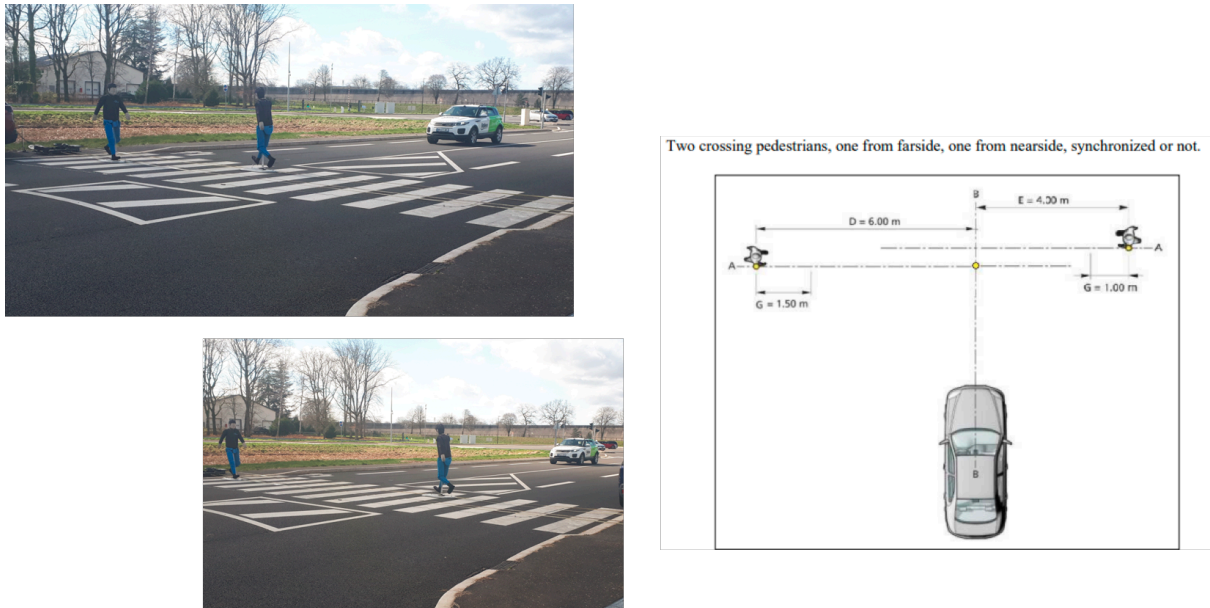 Two crossing pedestrians, one from farside, one from nearside, synchronized or not.
B
E = 4.00 m
D = 6.00 m
A
A
G = 1.50 m
G = 1.00 m
B